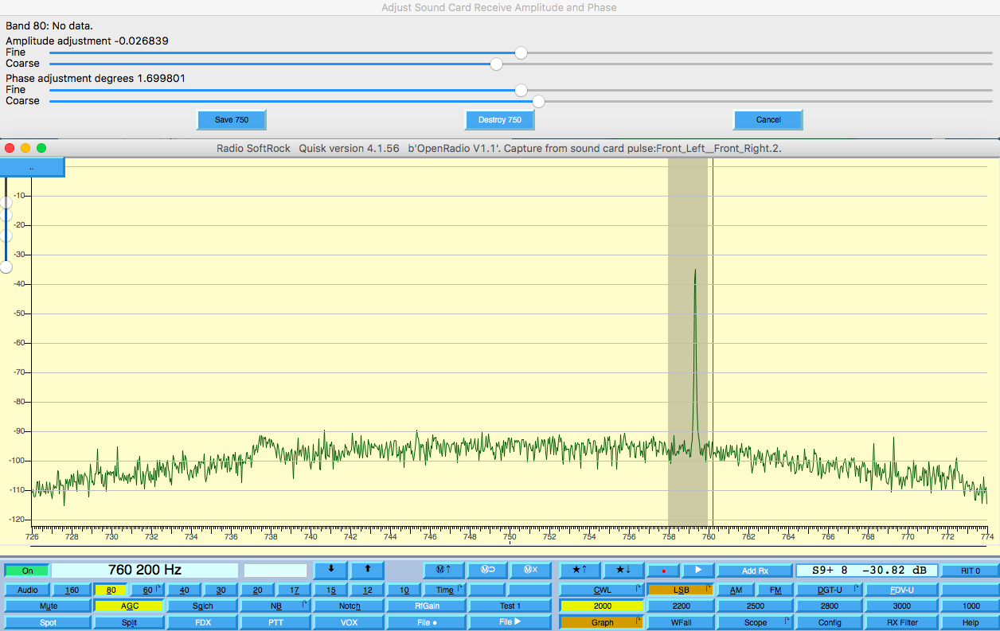 Adjust Sound Card Receive Amplitude and Phase
Band 80: No data.
Amplitude adjustment -0.026839
Fine
Coarse
Phase adjustment degrees 1.699801
Fine
Coarse
Save 750 Destroy 750 Cancel
Radio SoftRock Quisk version 4.1.56 b'OpenRadio V1.1'. Capture from sound card pulse:Front_Left__Front_Right.2.
..
-10
-20
-30
-40
-50
-60
-70
-80
-90
-100
-110
-120
726 728 730 732 734 736 738 740 742 744 746 748 750 752 754 756 758 760 762 764 766 768 770 772 774
On 760 200 Hz 🠟 🠝 Ⓜ↑ Ⓜ⊃ Ⓜx ★↑ ★↓ ● ▶ Add Rx S9+ 8 -30.82 dB RIT 0
Audio 160 80 60 40 30 20 17 15 12 10 Time CWL LSB AM FM DGT-U FDV-U
Mute AGC Sqlch NB Notch RfGain Test 1 2000 2200 2500 2800 3000 1000
Spot Split FDX PTT VOX File ● File ▶ Graph WFall Scope Config RX Filter Help